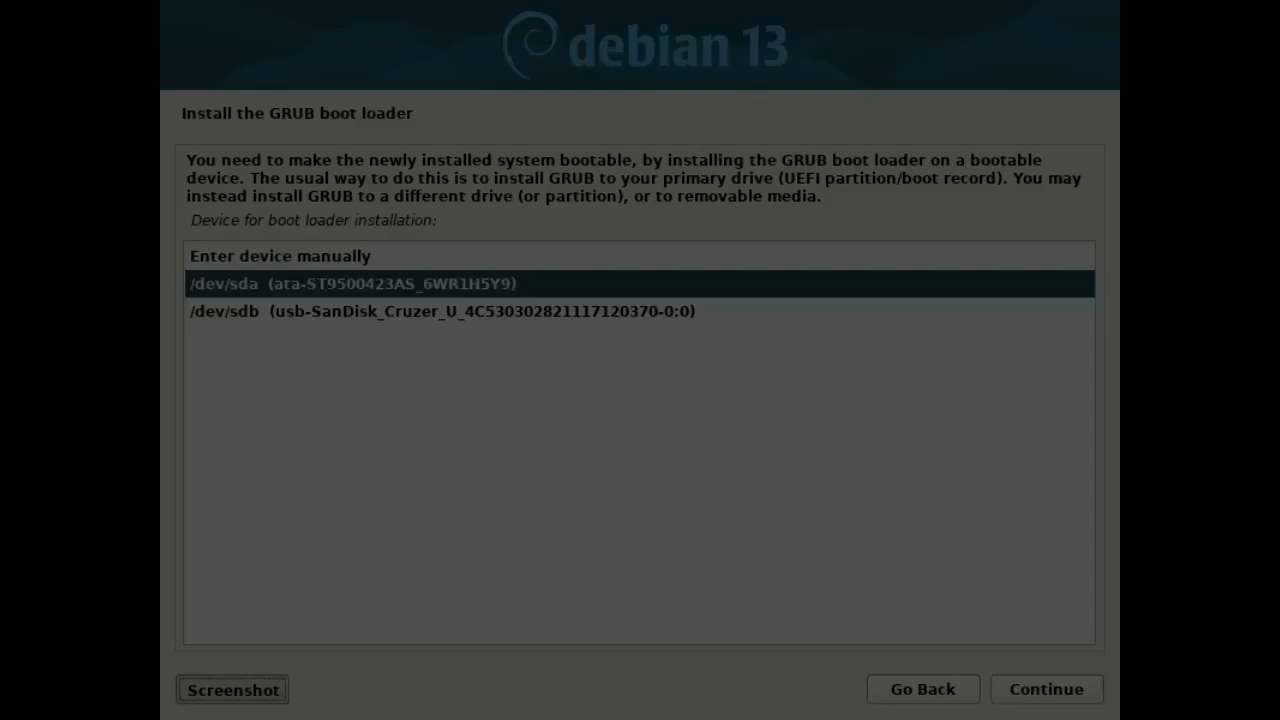 debian 13
Install the GRUB boot loader
You need to make the newly installed system bootable, by installing the GRUB boot loader on a bootable
device. The usual way to do this is to install GRUB to your primary drive (UEFI partition/boot record). You may
instead install GRUB to a different drive (or partition), or to removable media.
Device for boot loader installation:
Enter device manually
/dev/sda (ata-ST9500423AS_6WR1H5Y9)
/dev/sdb (usb-SanDisk_Cruzer_U_4C530302821117120370-0:0)
Screenshot
Go Back
Continue